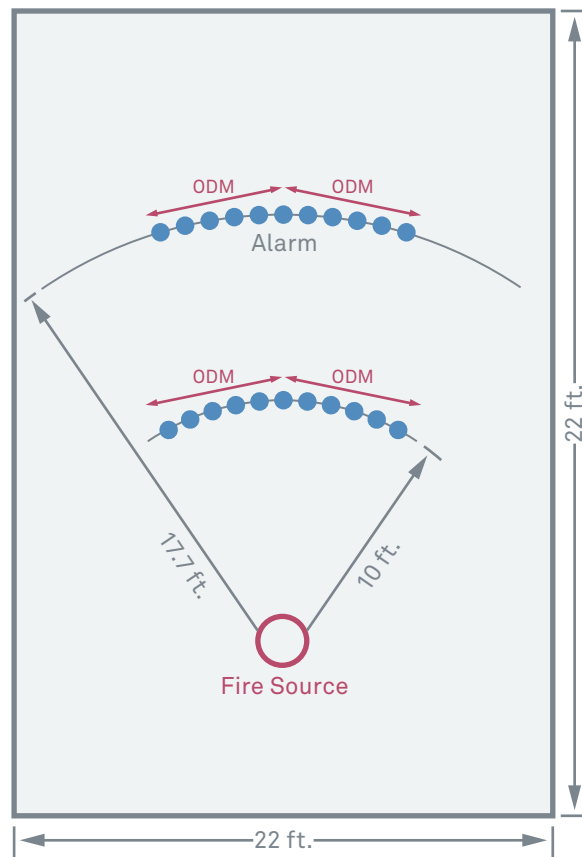 ODM ODM
Alarm
ODM ODM
22 ft.
17.7 ft.
10 ft.
Fire Source
22 ft.